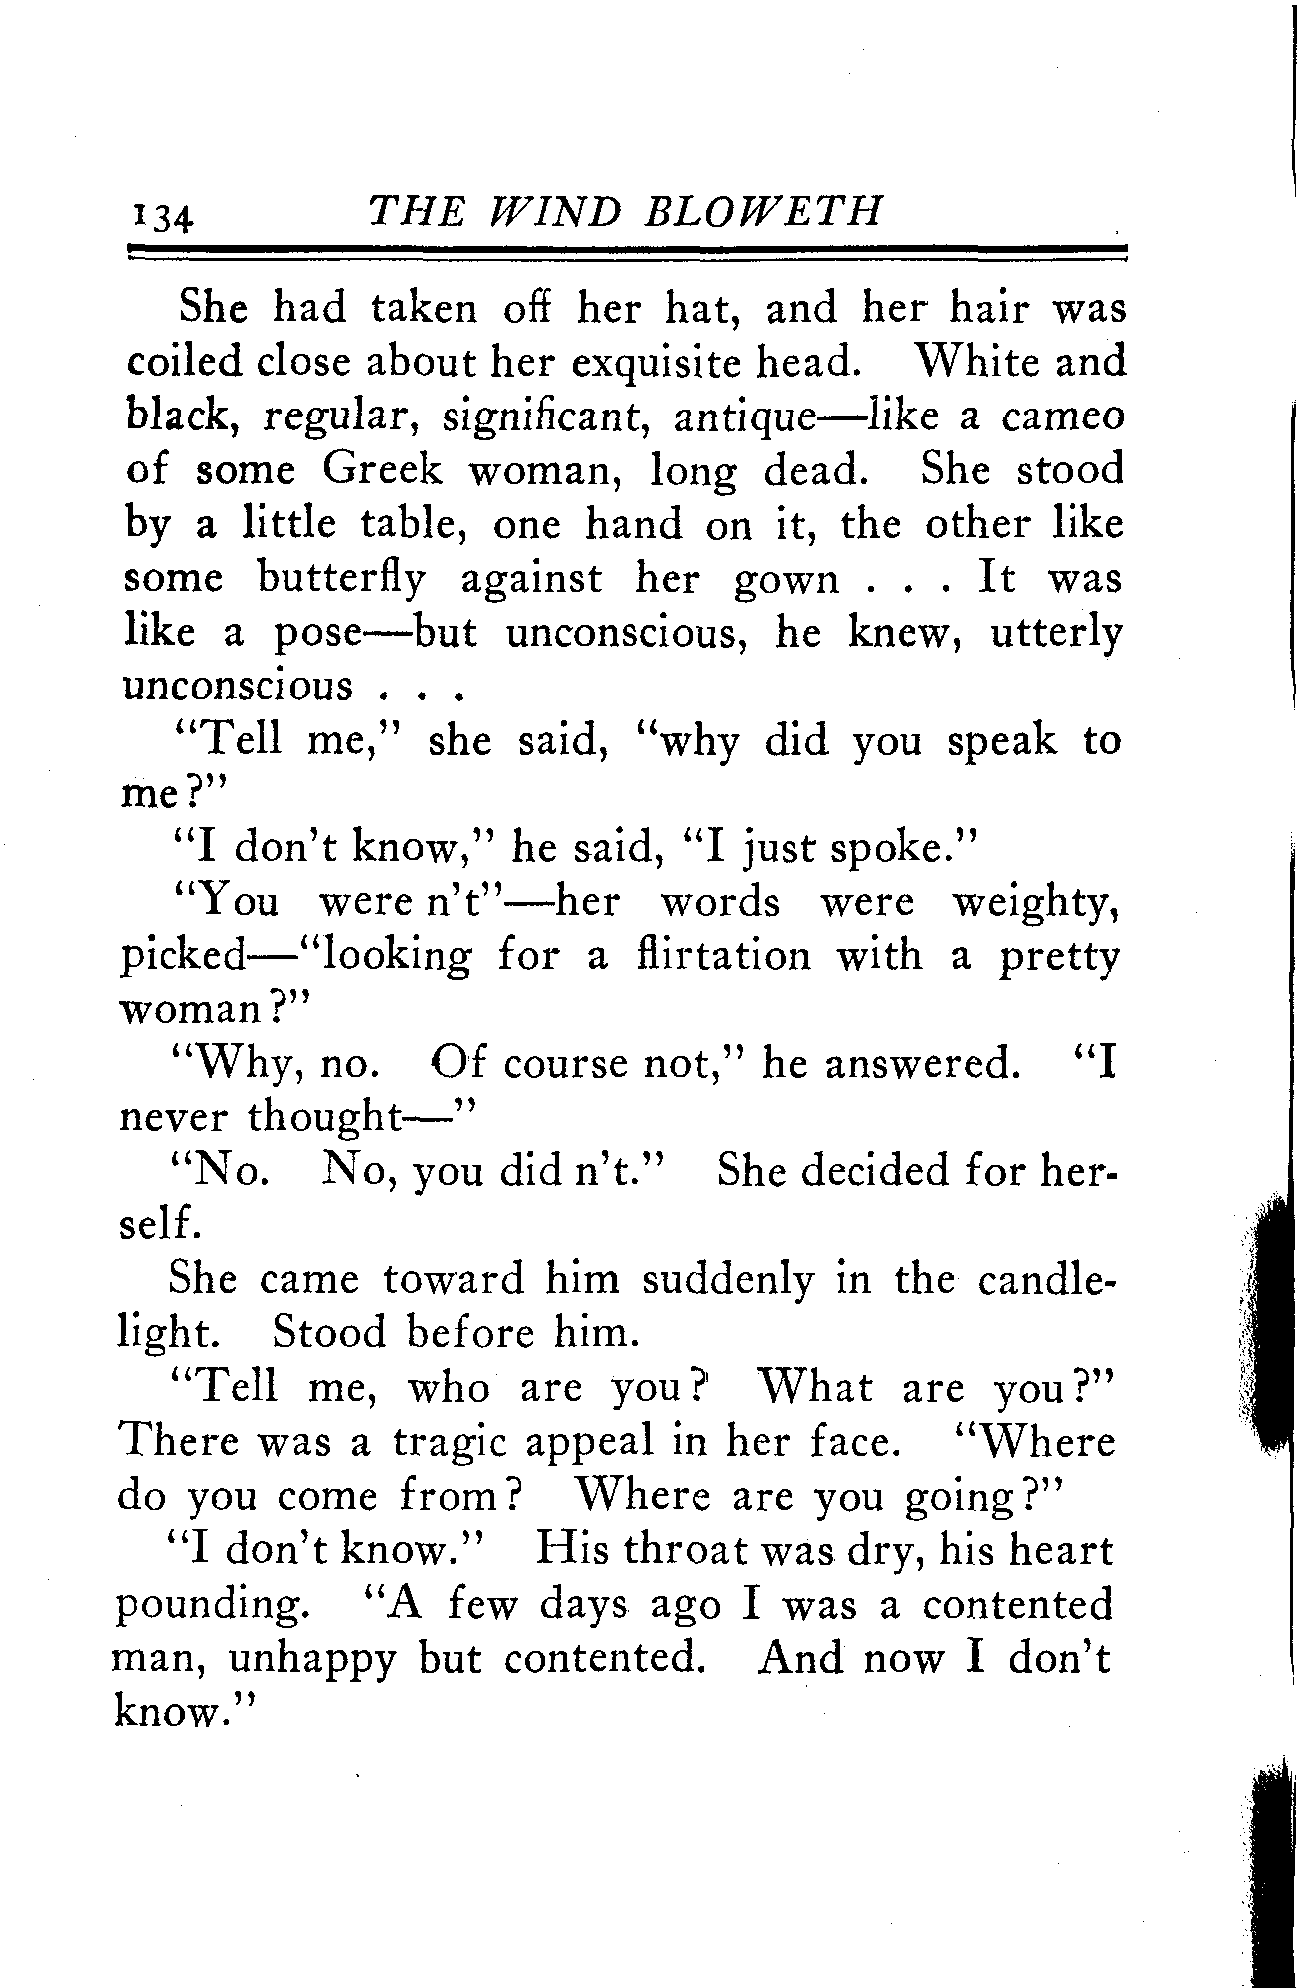 134 THE WIND BLOWETH
She had taken off her hat, and her hair was
coiled close about her exquisite head. White and
black, regular, significant, antique—like a cameo
of some Greek woman, long dead. She stood
by a little table, one hand on it, the other like
some butterfly against her gown . . . It was
like a pose—but unconscious, he knew, utterly
unconscious . . .
“Tell me,” she said, “why did you speak to
me?”
“I don't know,” he said, “I just spoke.”
“You were n't”—her words were weighty,
picked—“looking for a flirtation with a pretty
woman?”
“Why, no. Of course not,” he answered. “I
never thought—”
“No. No, you did n't.” She decided for her-
self.
She came toward him suddenly in the candle-
light. Stood before him.
“Tell me, who are you? What are you?”
There was a tragic appeal in her face. “Where
do you come from? Where are you going?”
“I don't know.” His throat was dry, his heart
pounding. “A few days ago I was a contented
man, unhappy but contented. And now I don't
know.”